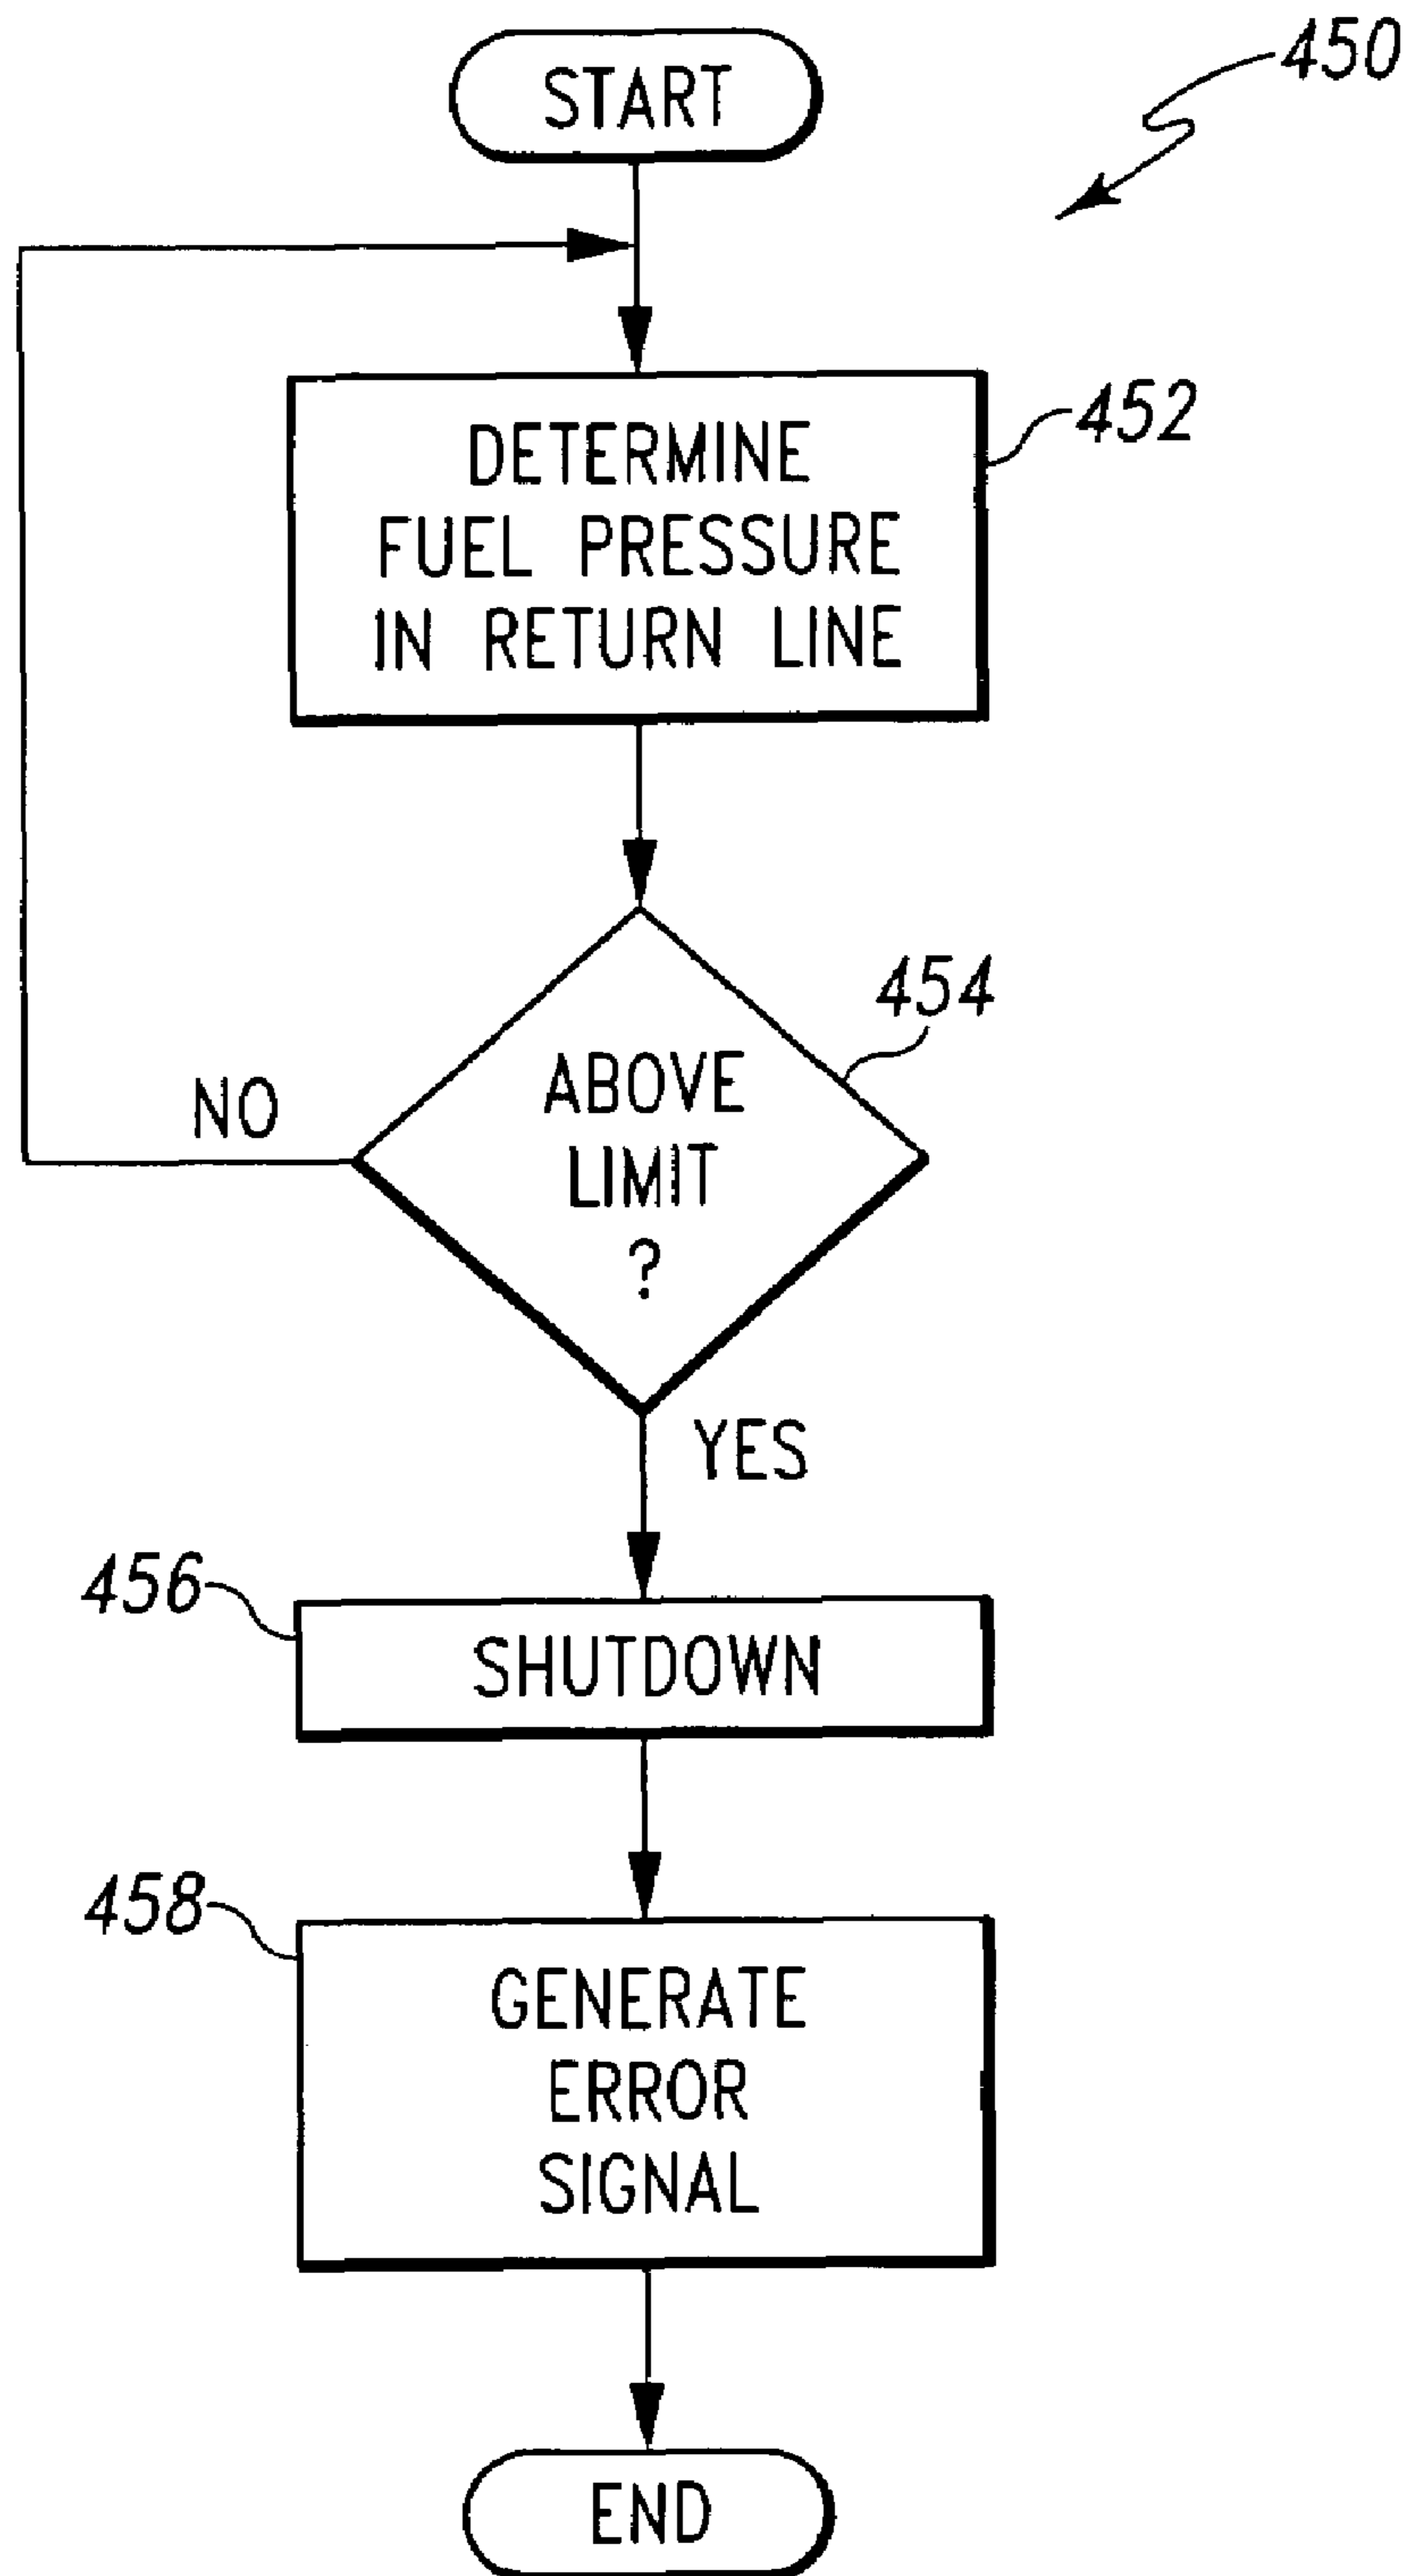 START
450
DETERMINE
FUEL PRESSURE
IN RETURN LINE
452
454
ABOVE
LIMIT
?
NO
YES
456
SHUTDOWN
458
GENERATE
ERROR
SIGNAL
END